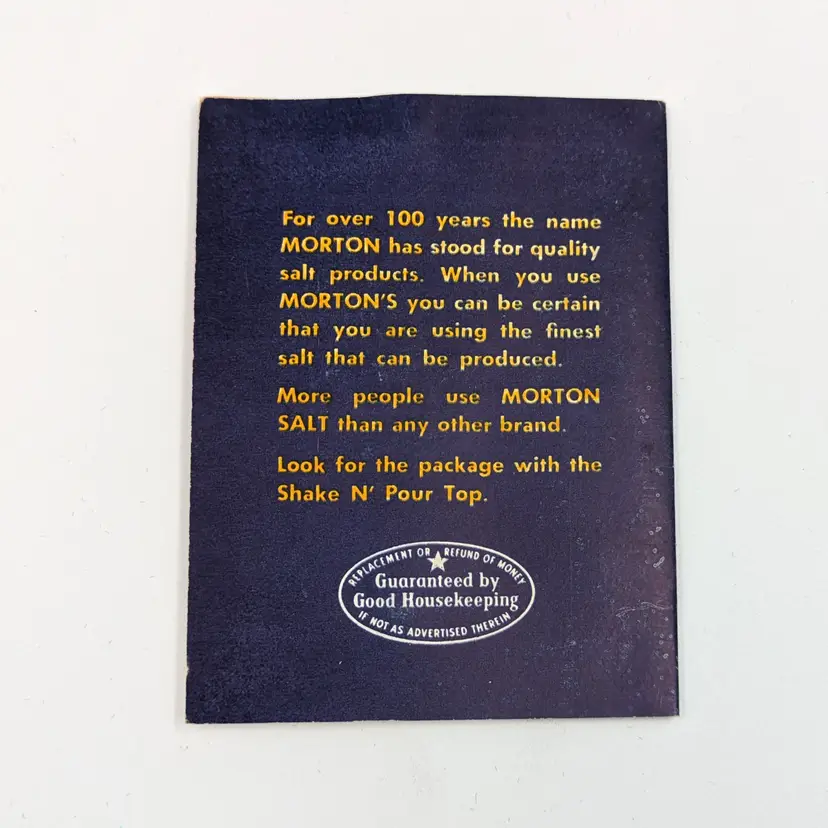 For over 100 years the name
MORTON has stood for quality
salt products. When you use
MORTON'S you can be certain
that you are using the finest
salt that can be produced.
More people use MORTON
SALT than any other brand.
Look for the package with the
Shake N' Pour Top.
REPLACEMENT OR ★ REFUND OF MONEY
Guaranteed by
Good Housekeeping
IF NOT AS ADVERTISED THEREIN